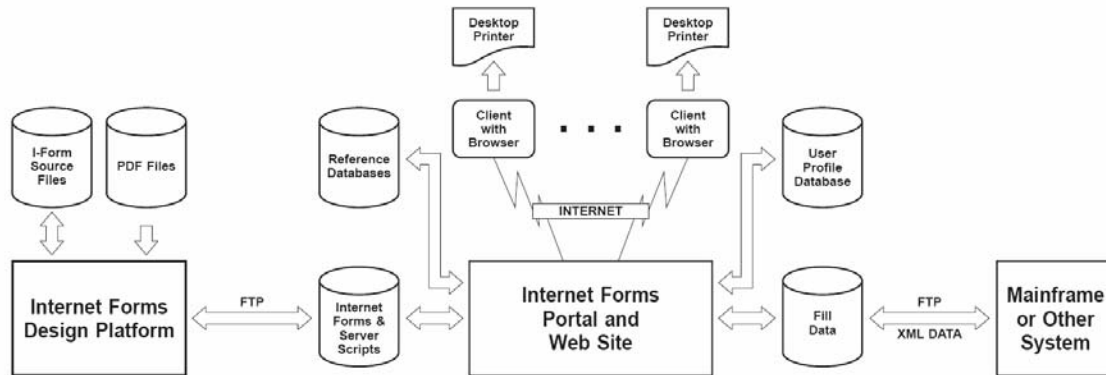 Desktop
Printer
Desktop
Printer
Client
with
Browser
Client
with
Browser
I-Form
Source
Files
PDF Files
Reference
Databases
User
Profile
Database
INTERNET
Internet Forms
Design Platform
FTP
Internet
Forms &
Server
Scripts
Internet Forms
Portal and
Web Site
Fill
Data
FTP
XML DATA
Mainframe
or Other
System